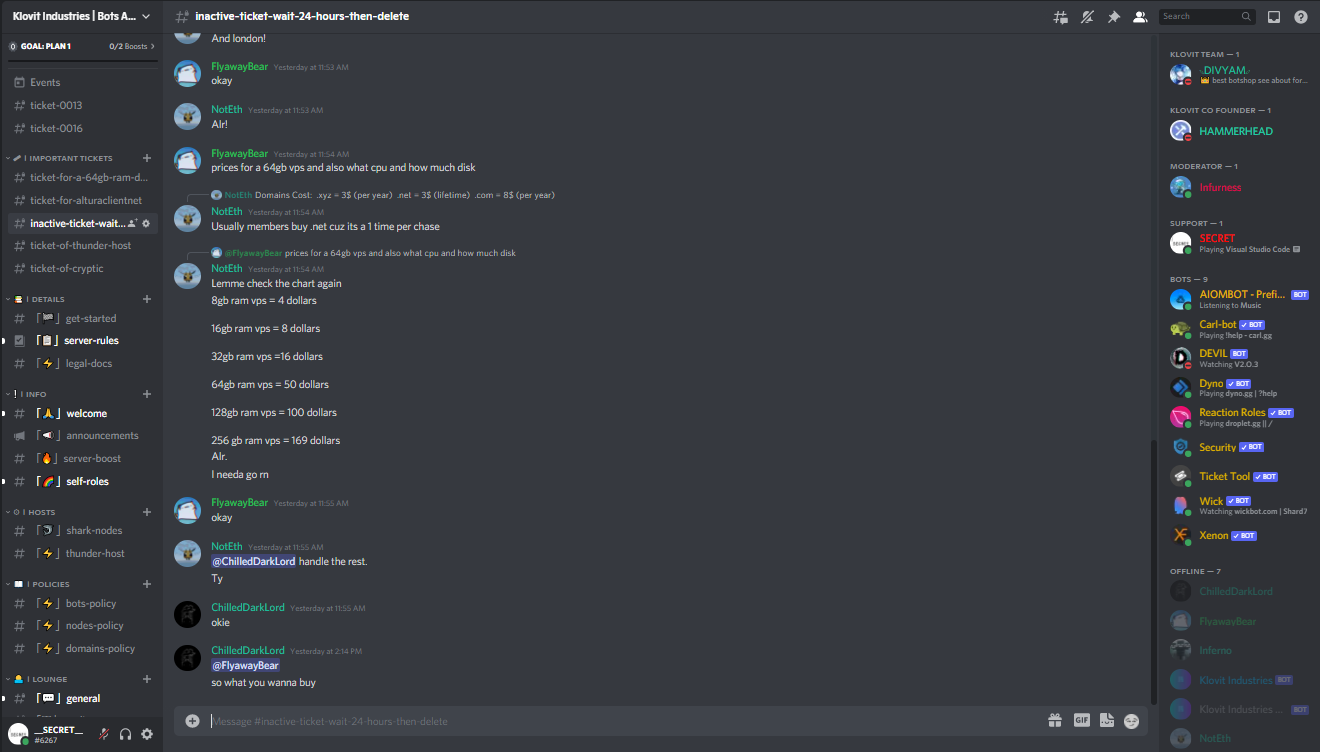 Klovit Industries | Bots A...
GOAL: PLAN 1
0/2 Boosts
Events
ticket-0013
ticket-0016
| IMPORTANT TICKETS
ticket-for-a-64gb-ram-d...
ticket-for-alturaclientnet
inactive-ticket-wait...
ticket-of-thunder-host
ticket-of-cryptic
| DETAILS
「🏁」get-started
「📋」server-rules
「⚡」legal-docs
! | INFO
「🙏」welcome
「📢」announcements
「🔥」server-boost
「🌈」self-roles
| HOSTS
「🦈」shark-nodes
「⚡」thunder-host
| POLICIES
「⚡」bots-policy
「⚡」nodes-policy
「⚡」domains-policy
| LOUNGE
「💬」general
__SECRET__
#6267
inactive-ticket-wait-24-hours-then-delete
Search
And london!
FlyawayBear Yesterday at 11:53 AM
okay
NotEth Yesterday at 11:53 AM
Alr!
FlyawayBear Yesterday at 11:54 AM
prices for a 64gb vps and also what cpu and how much disk
NotEth Domains Cost: .xyz = 3$ (per year) .net = 3$ (lifetime) .com = 8$ (per year)
NotEth Yesterday at 11:54 AM
Usually members buy .net cuz its a 1 time per chase
@FlyawayBear prices for a 64gb vps and also what cpu and how much disk
NotEth Yesterday at 11:54 AM
Lemme check the chart again
8gb ram vps = 4 dollars
16gb ram vps = 8 dollars
32gb ram vps =16 dollars
64gb ram vps = 50 dollars
128gb ram vps = 100 dollars
256 gb ram vps = 169 dollars
Alr.
I needa go rn
FlyawayBear Yesterday at 11:55 AM
okay
NotEth Yesterday at 11:55 AM
@ChilledDarkLord handle the rest.
Ty
ChilledDarkLord Yesterday at 11:55 AM
okie
ChilledDarkLord Yesterday at 2:14 PM
@FlyawayBear
so what you wanna buy
Message #inactive-ticket-wait-24-hours-then-delete
GIF
KLOVIT TEAM — 1
DIVYAM
👑 best botshop see about for...
KLOVIT CO FOUNDER — 1
HAMMERHEAD
MODERATOR — 1
Infurness
SUPPORT — 1
__SECRET__
Playing Visual Studio Code
BOTS — 9
AIOMBOT - Prefi... BOT
Listening to Music
Carl-bot ✓ BOT
Playing !help - carl.gg
DEVIL BOT
Watching V2.0.3
Dyno ✓ BOT
Playing dyno.gg | ?help
Reaction Roles ✓ BOT
Playing droplet.gg || /
Security ✓ BOT
Ticket Tool ✓ BOT
Wick ✓ BOT
Watching wickbot.com | Shard7
Xenon ✓ BOT
OFFLINE — 7
ChilledDarkLord
FlyawayBear
Inferno
Klovit Industries BOT
Klovit Industries ... BOT
NotEth